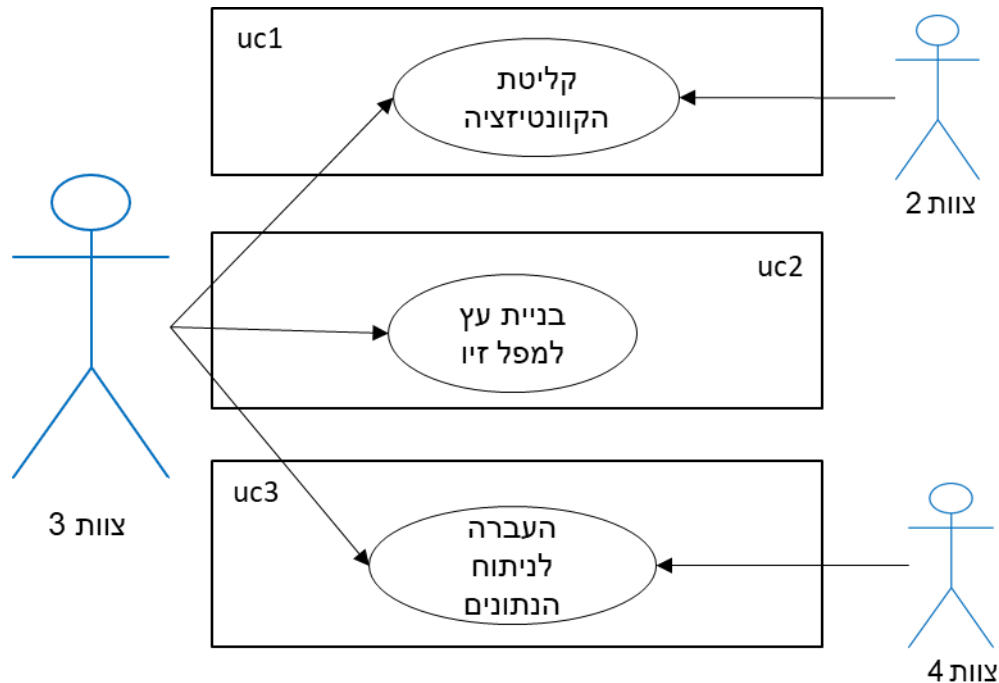 uc1
קליטת
הקוונטיזציה
צוות 2
uc2
בניית עץ
למפל זיו
צוות 3
uc3
העברה
לניתוח
הנתונים
צוות 4